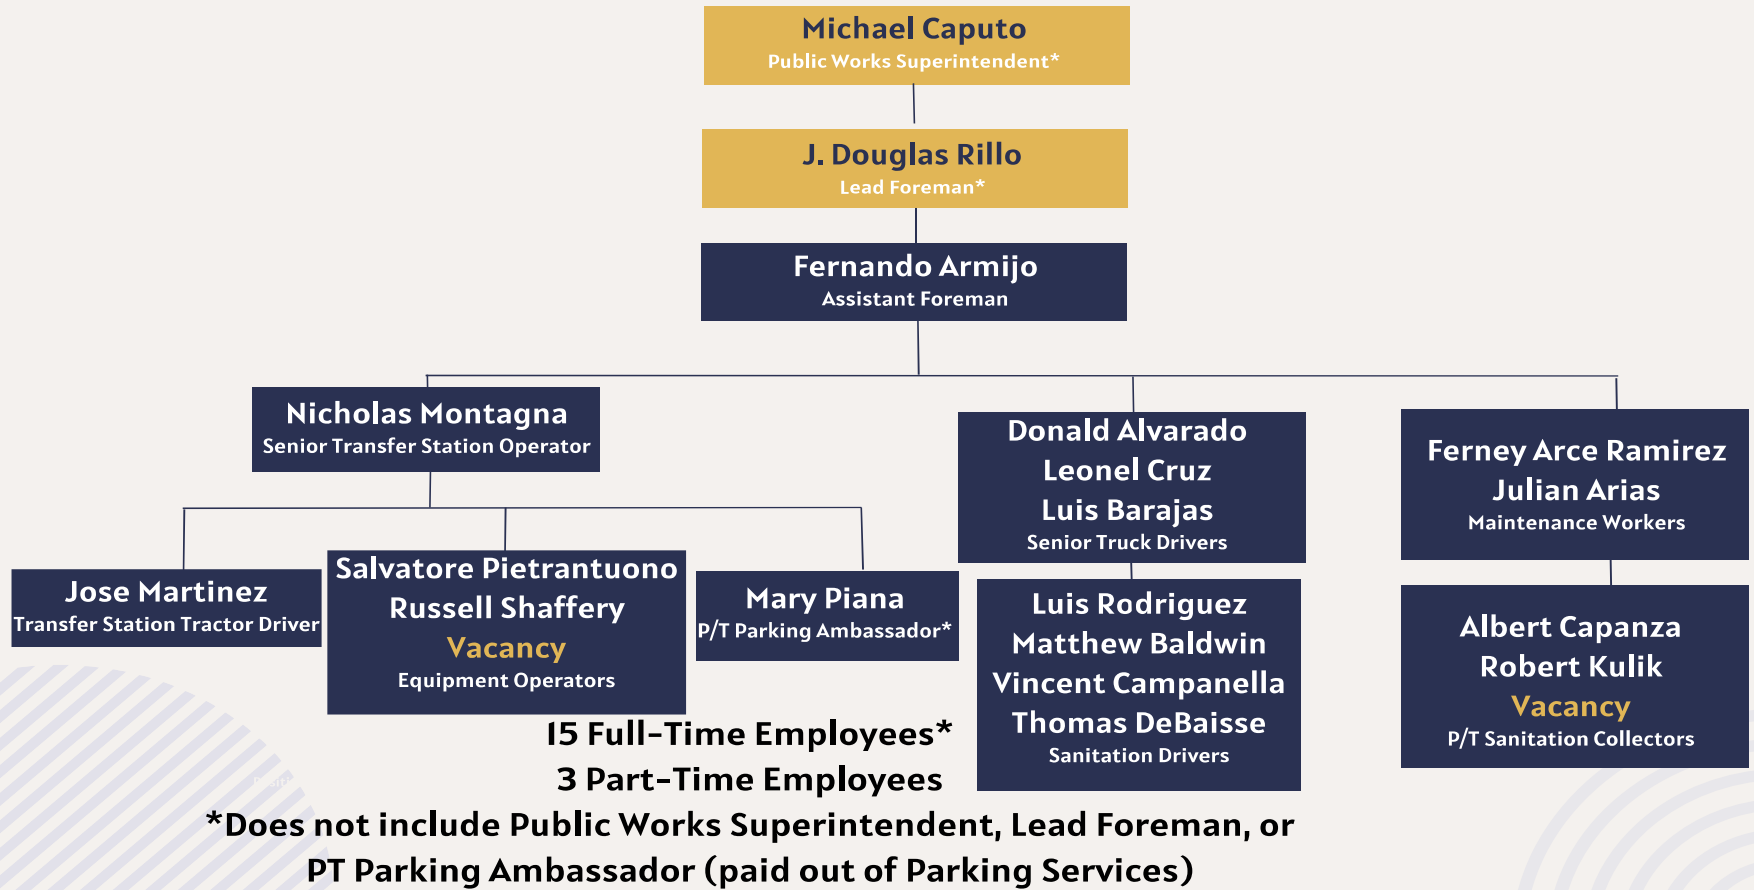 Michael Caputo
Public Works Superintendent*
J. Douglas Rillo
Lead Foreman*
Fernando Armijo
Assistant Foreman
Nicholas Montagna
Senior Transfer Station Operator
Jose Martinez
Transfer Station Tractor Driver
Salvatore Pietrantuono
Russell Shaffery
Vacancy
Equipment Operators
Mary Piana
P/T Parking Ambassador*
Donald Alvarado
Leonel Cruz
Luis Barajas
Senior Truck Drivers
Luis Rodriguez
Matthew Baldwin
Vincent Campanella
Thomas DeBaisse
Sanitation Drivers
Ferney Arce Ramirez
Julian Arias
Maintenance Workers
Albert Capanza
Robert Kulik
Vacancy
P/T Sanitation Collectors
15 Full-Time Employees*
3 Part-Time Employees
*Does not include Public Works Superintendent, Lead Foreman, or
PT Parking Ambassador (paid out of Parking Services)